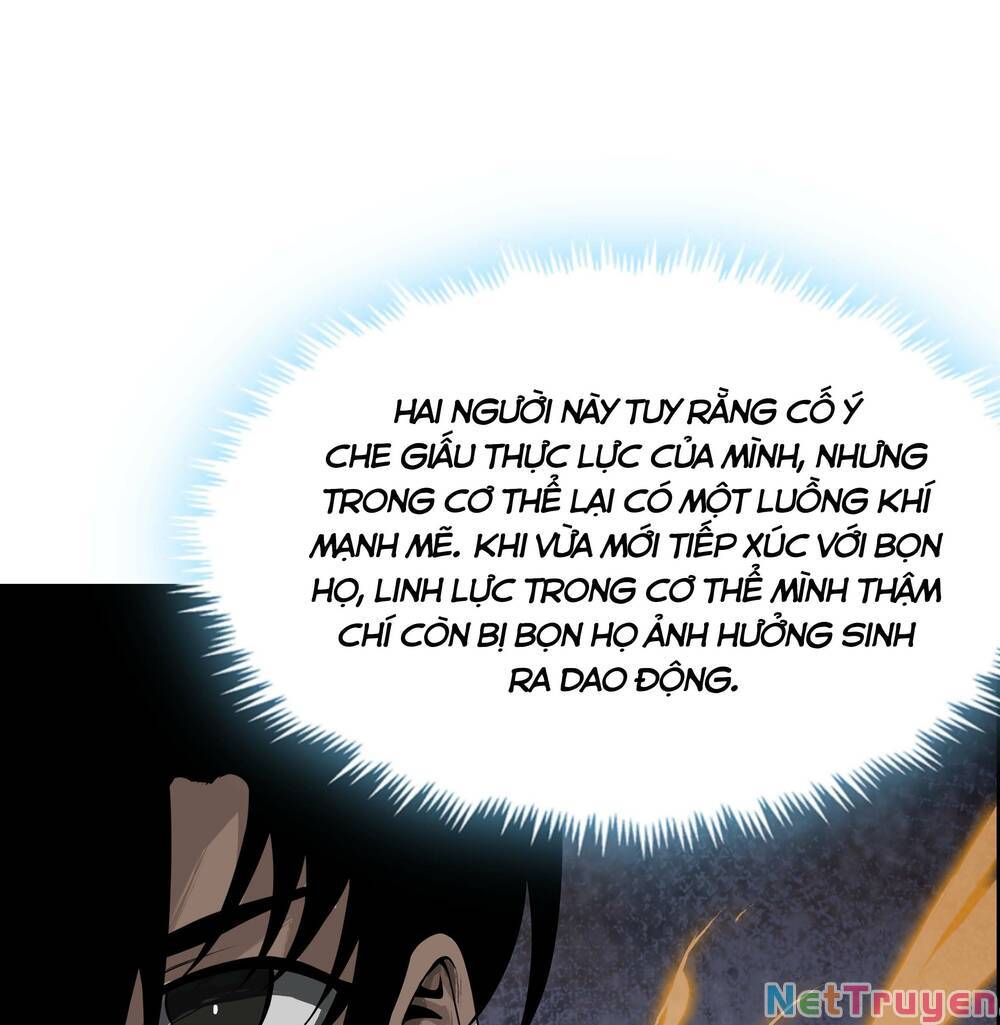 HAI NGƯỜI NÀY TUY RẰNG CỐ Ý
CHE GIẤU THỰC LỰC CỦA MÌNH, NHƯNG
TRONG CƠ THỂ LẠI CÓ MỘT LUỒNG KHÍ
MẠNH MẼ. KHI VỪA MỚI TIẾP XÚC VỚI BỌN
HỌ, LINH LỰC TRONG CƠ THỂ MÌNH THẬM
CHÍ CÒN BỊ BỌN HỌ ẢNH HƯỞNG SINH
RA DAO ĐỘNG.
NetTruyen